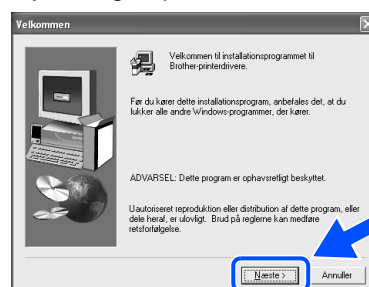 Velkommen
Velkommen til installationsprogrammet til
Brother-printerdrivere.
Før du kører dette installationsprogram, anbefales det, at du
lukker alle andre Windows-programmer, der kører.
ADVARSEL: Dette program er ophavsretligt beskyttet.
Uautoriseret reproduktion eller distribution af dette program, eller
dele heraf, er ulovligt. Brud på reglerne kan medføre
retsforfølgelse.
Næste >
Annuller